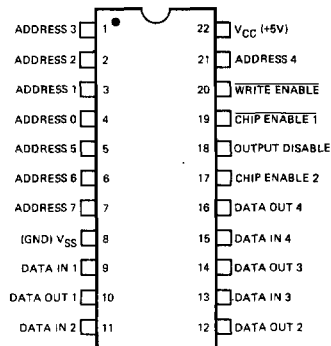 ADDRESS 3 1 22 VCC (+5V)
ADDRESS 2 2 21 ADDRESS 4
ADDRESS 1 3 20 WRITE ENABLE
ADDRESS 0 4 19 CHIP ENABLE 1
ADDRESS 5 5 18 OUTPUT DISABLE
ADDRESS 6 6 17 CHIP ENABLE 2
ADDRESS 7 7 16 DATA OUT 4
(GND) VSS 8 15 DATA IN 4
DATA IN 1 9 14 DATA OUT 3
DATA OUT 1 10 13 DATA IN 3
DATA IN 2 11 12 DATA OUT 2